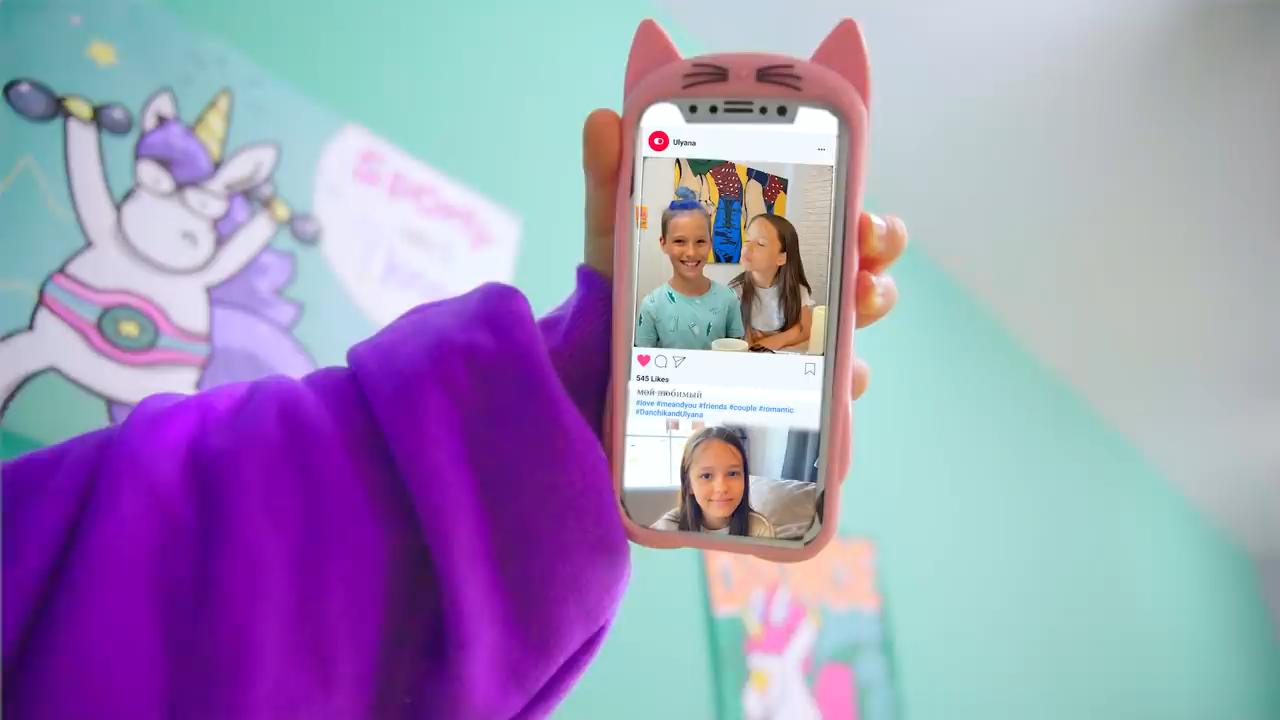 Ulyana
545 Likes
мой любимый
#love #meandyou #friends #couple #romantic
#DanchikandUlyana